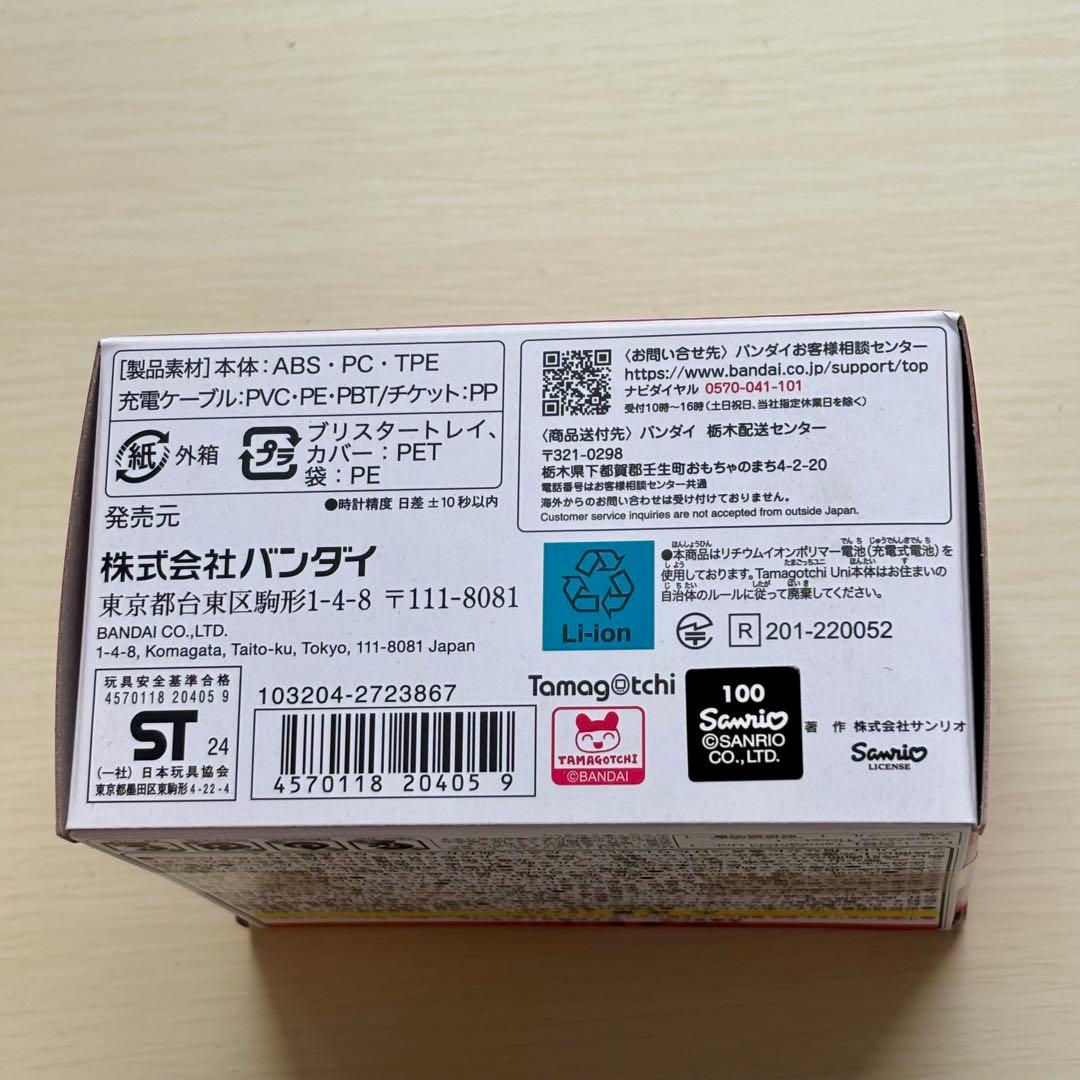 [製品素材]本体：ABS・PC・TPE
充電ケーブル：PVC・PE・PBT/チケット：PP
紙 外箱
プラ
ブリスタートレイ、
カバー：PET
袋：PE
●時計精度 日差 ±10秒以内
発売元
株式会社バンダイ
東京都台東区駒形1-4-8 〒111-8081
BANDAI CO.,LTD.
1-4-8, Komagata, Taito-ku, Tokyo, 111-8081 Japan
玩具安全基準合格
4570118 20405 9
ST 24
(一社) 日本玩具協会
東京都墨田区東駒形4-22-4
103204-2723867
4570118 204059
〈お問い合せ先〉バンダイお客様相談センター
https://www.bandai.co.jp/support/top
ナビダイヤル 0570-041-101
受付10時～16時（土日祝日、当社指定休業日を除く）
〈商品送付先〉バンダイ 栃木配送センター
〒321-0298
栃木県下都賀郡壬生町おもちゃのまち4-2-20
電話番号はお客様相談センター共通
海外からのお問い合わせは受け付けておりません。
Customer service inquiries are not accepted from outside Japan.
Li-ion
●本商品はリチウムイオンポリマー電池（充電式電池）を
使用しております。Tamagotchi Uni本体はお住まいの
自治体のルールに従って廃棄してください。
R 201-220052
Tamagotchi
TAMAGOTCHI
©BANDAI
100
Sanrio
©SANRIO
CO.,LTD.
著 作 株式会社サンリオ
Sanrio
LICENSE